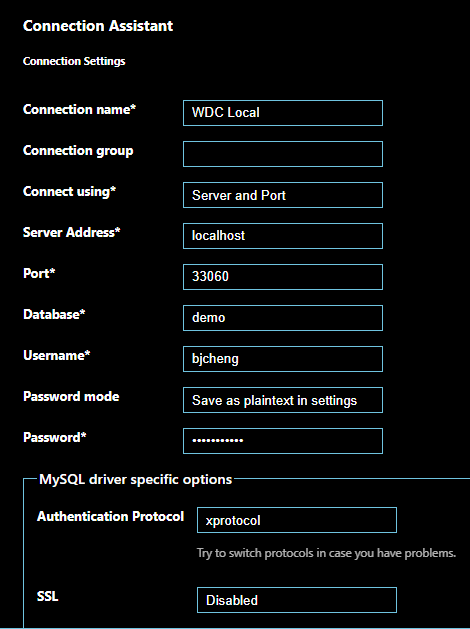 Connection Assistant
Connection Settings
Connection name* WDC Local
Connection group
Connect using* Server and Port
Server Address* localhost
Port* 33060
Database* demo
Username* bjcheng
Password mode Save as plaintext in settings
Password* •••••••••••
MySQL driver specific options
Authentication Protocol xprotocol
Try to switch protocols in case you have problems.
SSL Disabled